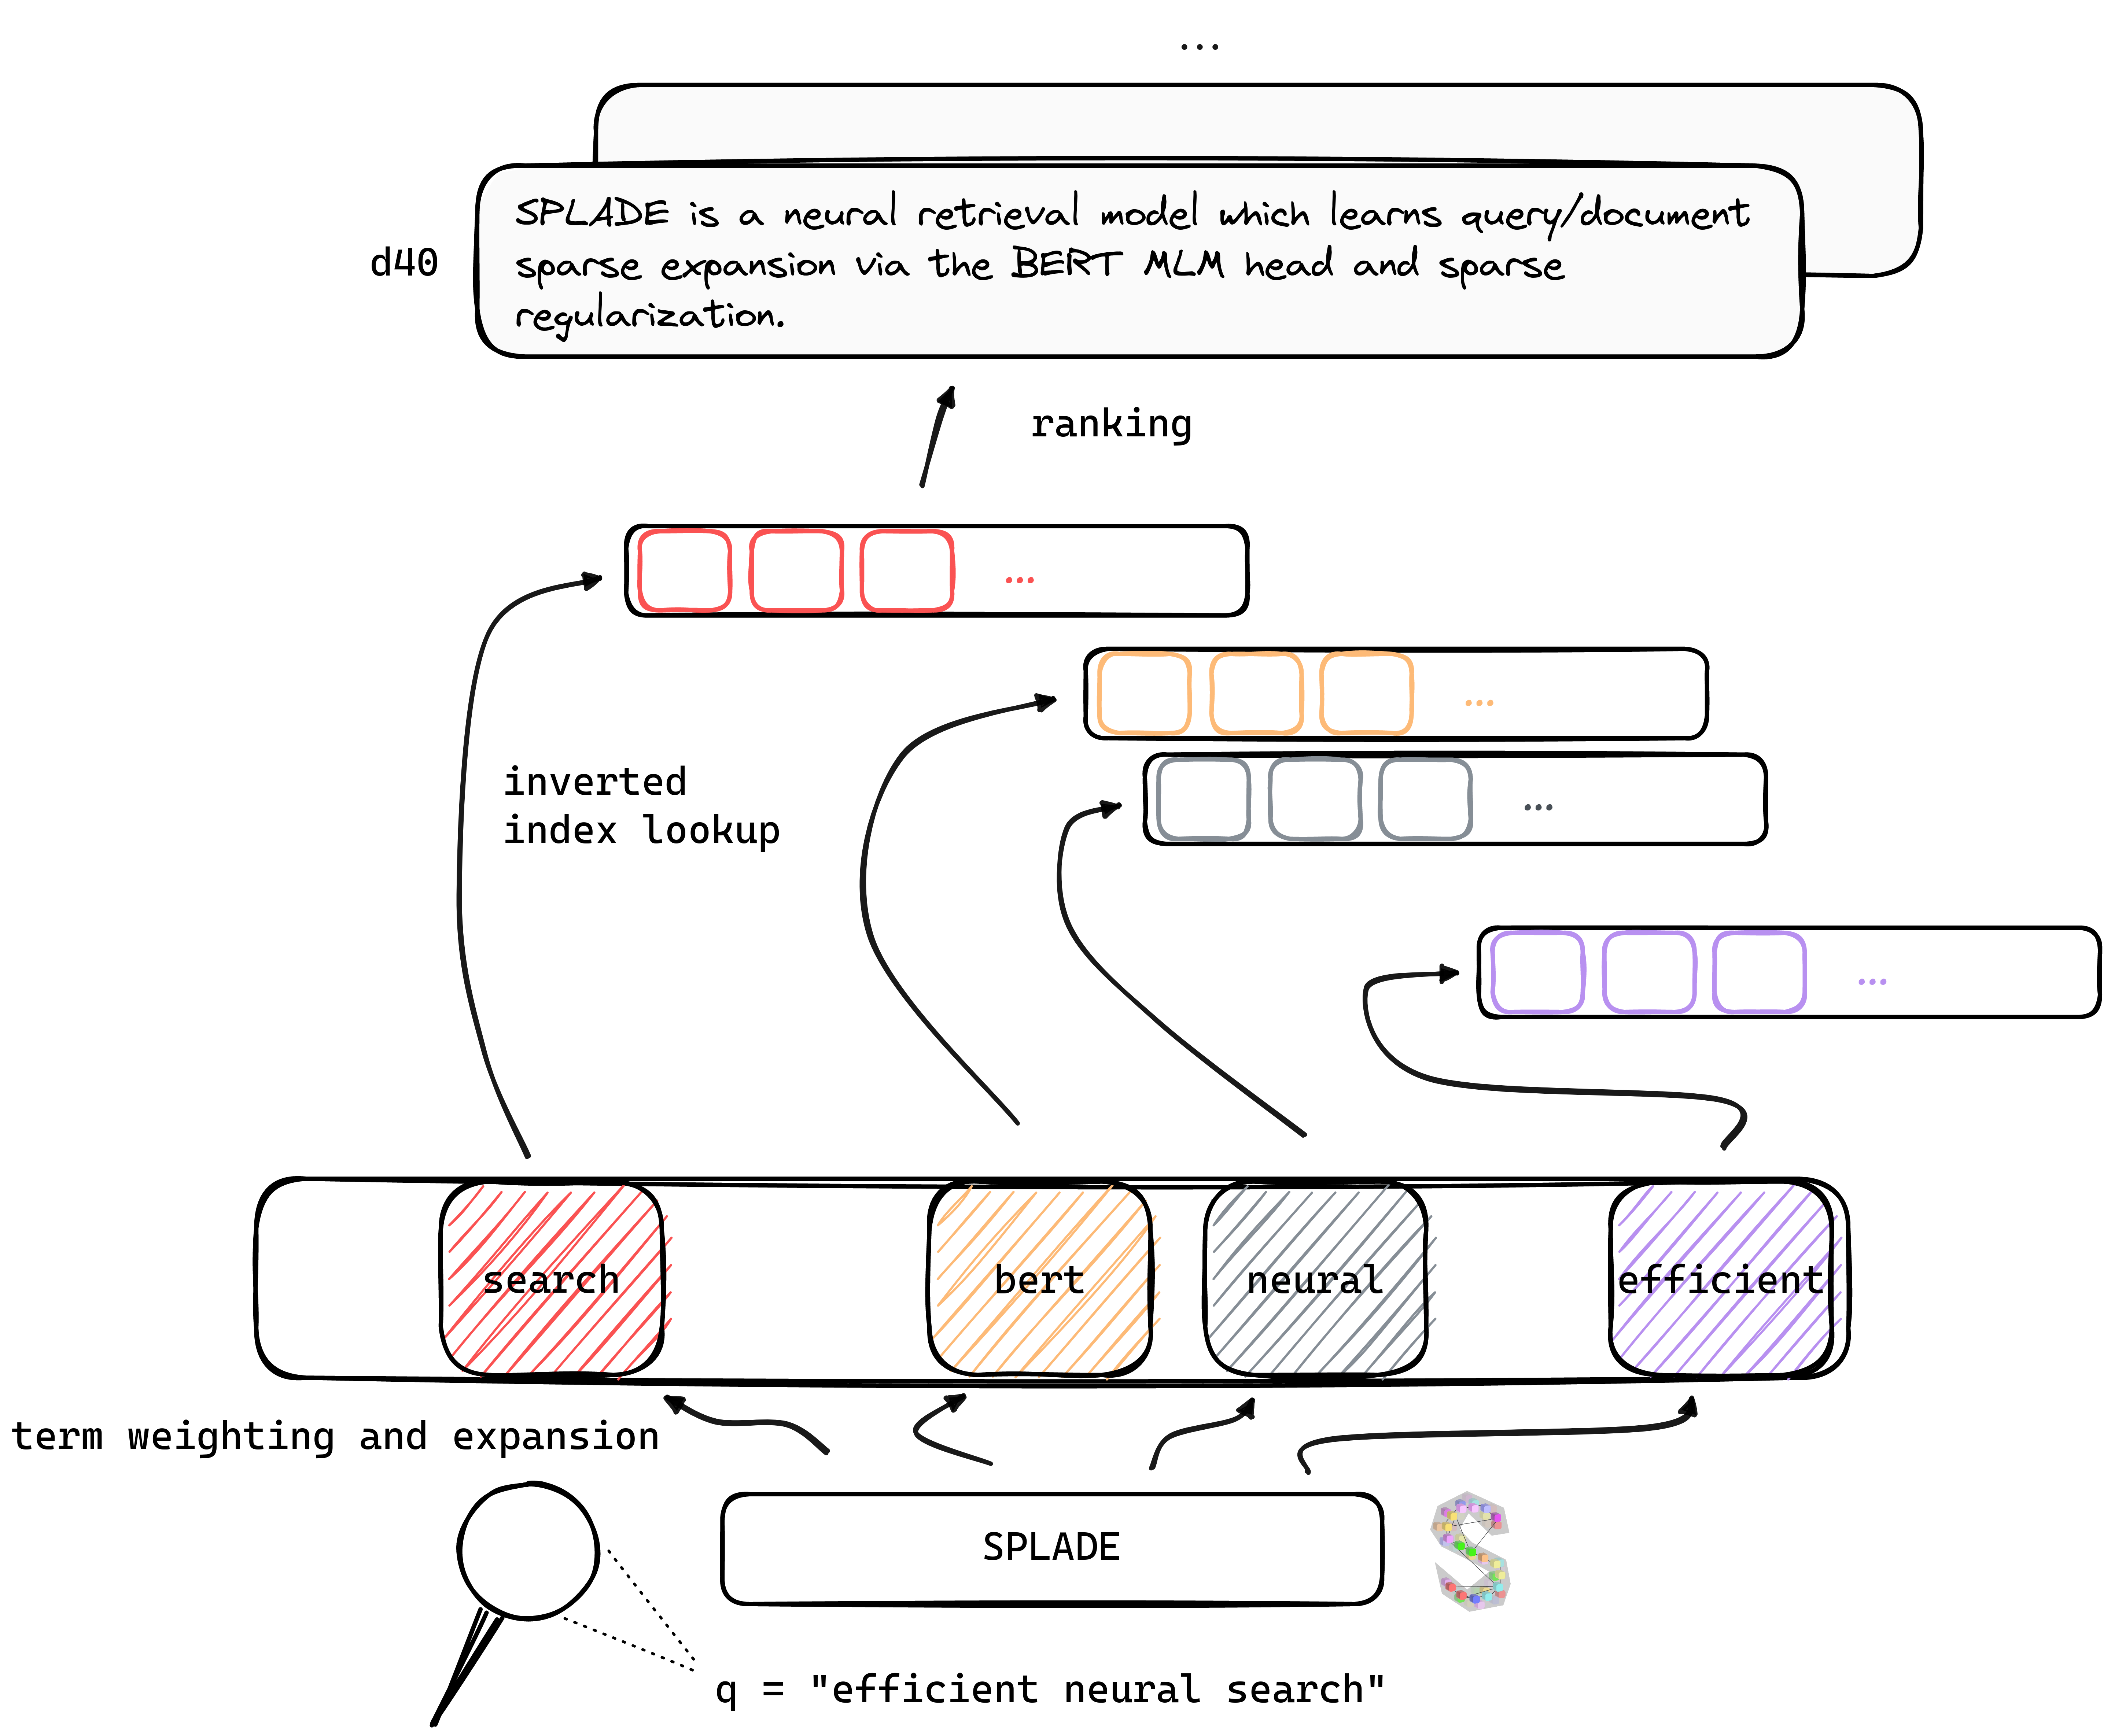 ...
SPLADE is a neural retrieval model which learns query/document
d40
sparse expansion via the BERT MLM head and sparse
regularization.
ranking
...
...
inverted
index lookup
...
...
search
bert
neural
efficient
term weighting and expansion
SPLADE
S
q = "efficient neural search"